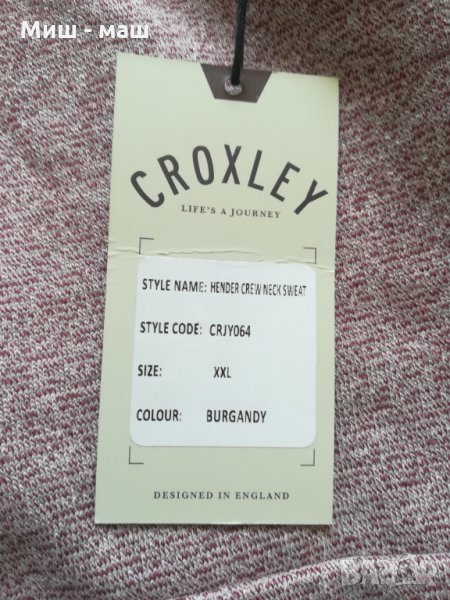 Миш - маш
CROXLEY
LIFE'S A JOURNEY
STYLE NAME: HENDER CREW NECK SWEAT
STYLE CODE: CRJY064
SIZE: XXL
COLOUR: BURGANDY
DESIGNED IN ENGLAND
BAZAR